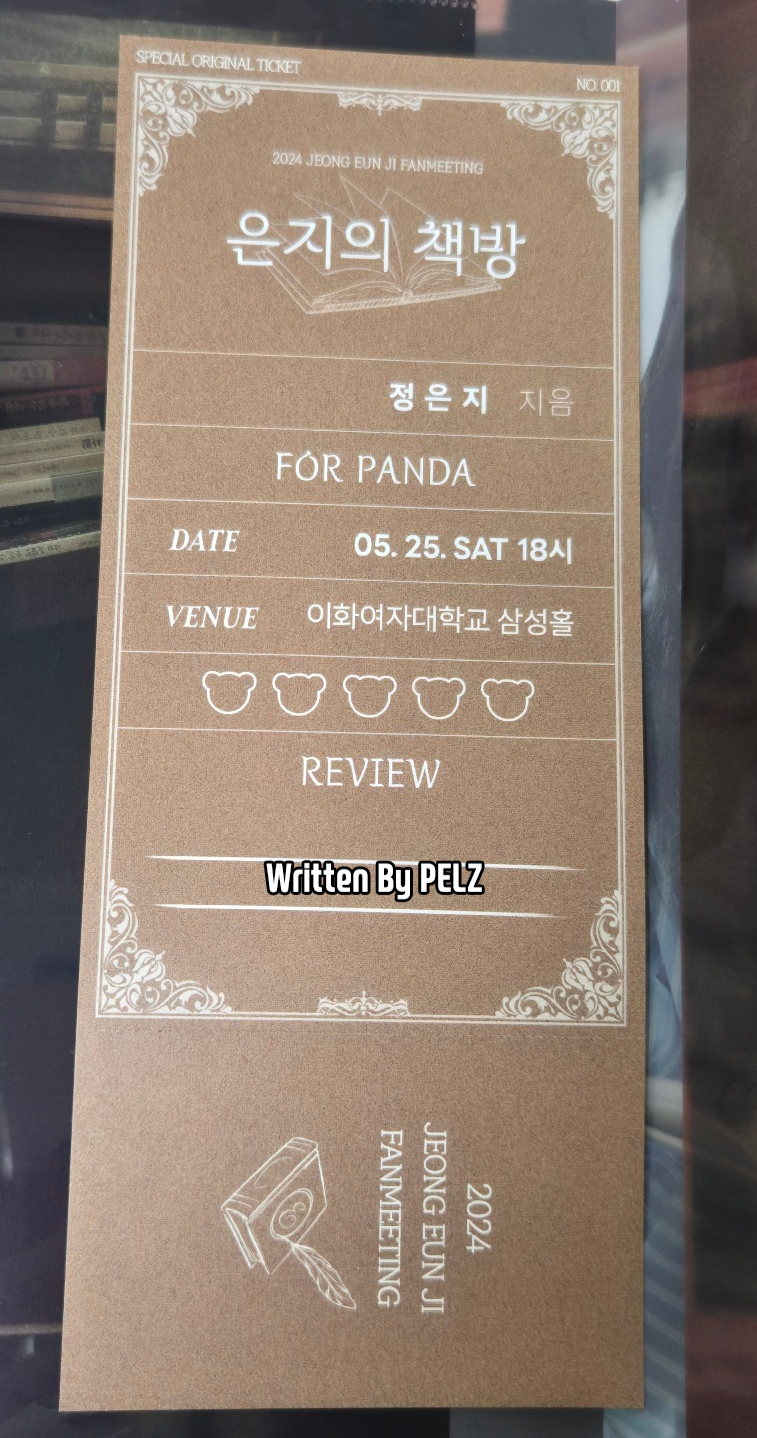 SPECIAL ORIGINAL TICKET
NO. 001
2024 JEONG EUN JI FANMEETING
은지의 책방
정은지 지음
FOR PANDA
DATE 05. 25. SAT 18시
VENUE 이화여자대학교 삼성홀
REVIEW
Written By PELZ
2024
JEONG EUN JI
FANMEETING